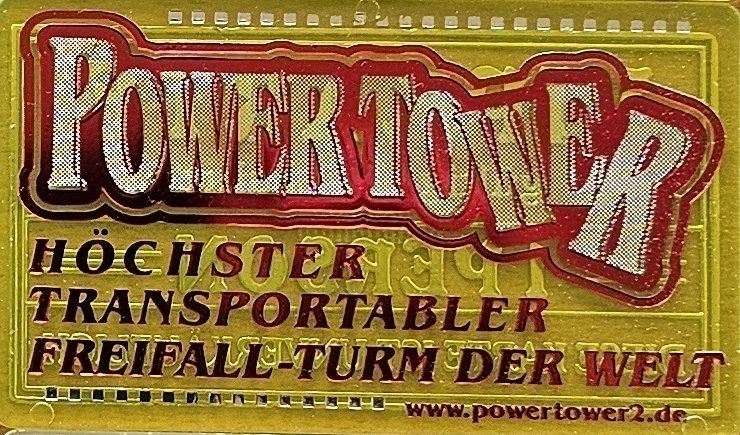 POWER TOWER
HÖCHSTER
TRANSPORTABLER
FREIFALL-TURM DER WELT
www.powertower2.de